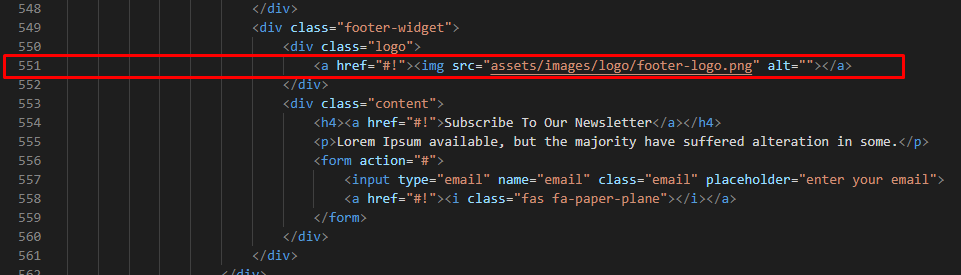 548 </div>
549 <div class="footer-widget">
550 <div class="logo">
551 <a href="#!"><img src="assets/images/logo/footer-logo.png" alt=""></a>
552 </div>
553 <div class="content">
554 <h4><a href="#!">Subscribe To Our Newsletter</a></h4>
555 <p>Lorem Ipsum available, but the majority have suffered alteration in some.</p>
556 <form action="#">
557 <input type="email" name="email" class="email" placeholder="enter your email">
558 <a href="#!"><i class="fas fa-paper-plane"></i></a>
559 </form>
560 </div>
561 </div>
562 </div>